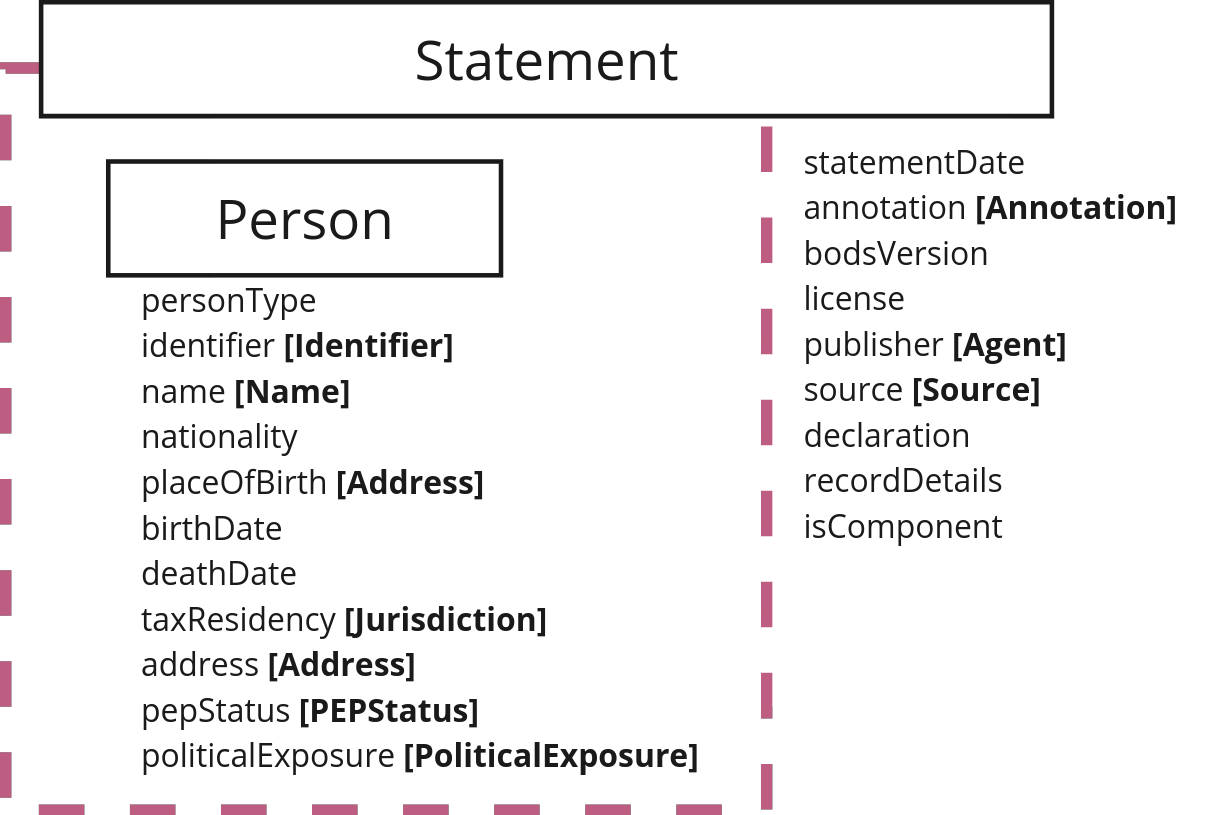 Statement
Person
personType
identifier [Identifier]
name [Name]
nationality
placeOfBirth [Address]
birthDate
deathDate
taxResidency [Jurisdiction]
address [Address]
pepStatus [PEPStatus]
politicalExposure [PoliticalExposure]
statementDate
annotation [Annotation]
bodsVersion
license
publisher [Agent]
source [Source]
declaration
recordDetails
isComponent